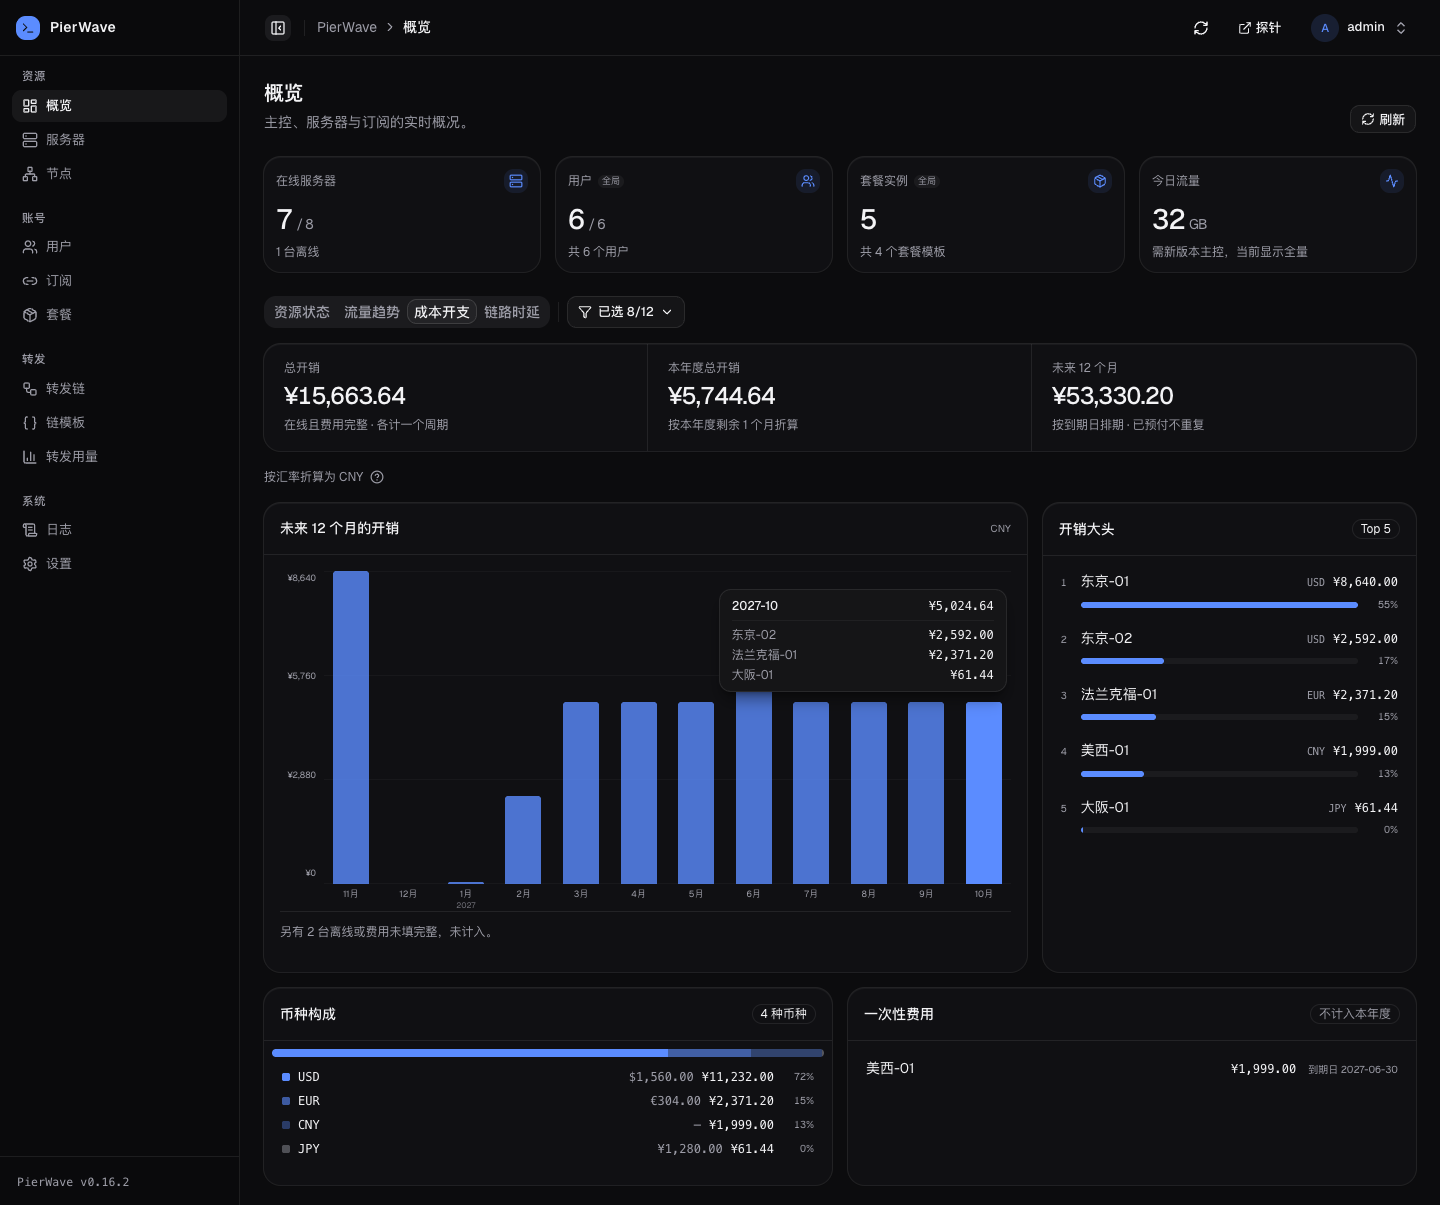 PierWave
PierWave > 概览
探针
A
admin
资源
概览
服务器
节点
账号
用户
订阅
套餐
转发
转发链
链模板
转发用量
系统
日志
设置
PierWave v0.16.2
概览
主控、服务器与订阅的实时概况。
刷新
在线服务器
7 / 8
1 台离线
用户 全局
6 / 6
共 6 个用户
套餐实例 全局
5
共 4 个套餐模板
今日流量
32 GB
需新版本主控，当前显示全量
资源状态 流量趋势 成本开支 链路时延
已选 8/12
总开销
¥15,663.64
在线且费用完整 · 各计一个周期
本年度总开销
¥5,744.64
按本年度剩余 1 个月折算
未来 12 个月
¥53,330.20
按到期日排期 · 已预付不重复
按汇率折算为 CNY
未来 12 个月的开销
CNY
¥8,640
¥5,760
¥2,880
¥0
2027-10 ¥5,024.64
东京-02 ¥2,592.00
法兰克福-01 ¥2,371.20
大阪-01 ¥61.44
11月 12月 1月 2月 3月 4月 5月 6月 7月 8月 9月 10月
2027
另有 2 台离线或费用未填完整，未计入。
开销大头
Top 5
1 东京-01 USD ¥8,640.00
55%
2 东京-02 USD ¥2,592.00
17%
3 法兰克福-01 EUR ¥2,371.20
15%
4 美西-01 CNY ¥1,999.00
13%
5 大阪-01 JPY ¥61.44
0%
币种构成
4 种币种
USD $1,560.00 ¥11,232.00 72%
EUR €304.00 ¥2,371.20 15%
CNY — ¥1,999.00 13%
JPY ¥1,280.00 ¥61.44 0%
一次性费用
不计入本年度
美西-01 ¥1,999.00 到期日 2027-06-30